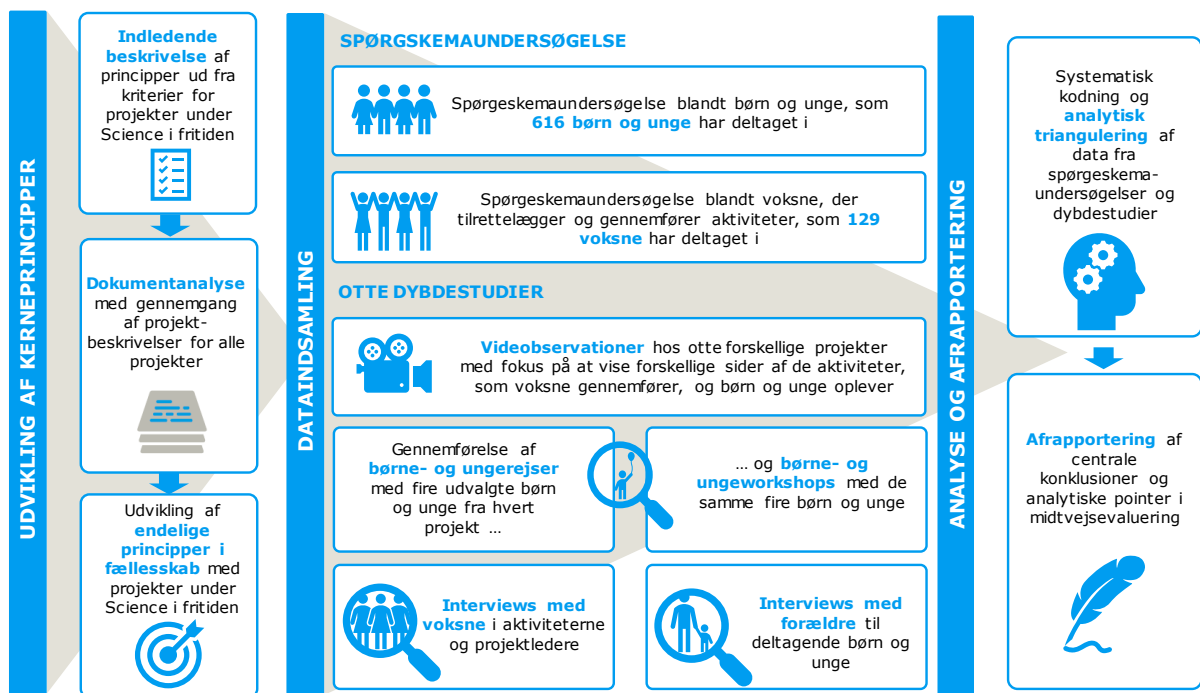 UDVIKLING AF KERNEPRINCIPPER
Indledende
beskrivelse af
principper ud fra
kriterier for
projekter under
Science i fritiden
Dokumentanalyse
med gennemgang
af projekt-
beskrivelser for alle
projekter
Udvikling af
endelige
principper i
fællesskab med
projekter under
Science i fritiden
DATAINDSAMLING
SPØRGSKEMAUNDERSØGELSE
Spørgeskemaundersøgelse blandt børn og unge, som
616 børn og unge har deltaget i
Spørgeskemaundersøgelse blandt voksne, der
tilrettelægger og gennemfører aktiviteter, som 129
voksne har deltaget i
OTTE DYBDESTUDIER
Videobservationer hos otte forskellige projekter
med fokus på at vise forskellige sider af de aktiviteter,
som voksne gennemfører, og børn og unge oplever
Gennemførelse af
børne- og ungerejser
med fire udvalgte børn
og unge fra hvert
projekt …
… og børne- og
ungeworkshops med de
samme fire børn og unge
Interviews med
voksne i aktiviteterne
og projektledere
Interviews med
forældre til
deltagende børn og
unge
ANALYSE OG AFRAPPORTERING
Systematisk
kodning og
analytisk
triangulering af
data fra
spørgeskema-
undersøgelser og
dybdestudier
Afrapportering af
centrale
konklusioner og
analytiske pointer i
midtvejsevaluering